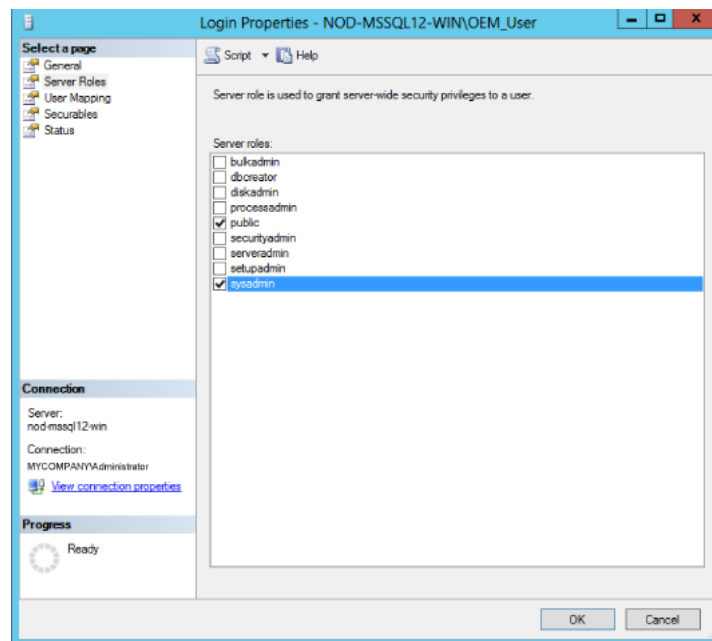 Login Properties - NOD-MSSQL12-WIN\OEM_User
Select a page
General
Server Roles
User Mapping
Securables
Status
Script
Help
Server role is used to grant server-wide security privileges to a user.
Server roles:
bulkadmin
dbcreator
diskadmin
processadmin
public
securityadmin
serveradmin
setupadmin
sysadmin
Connection
Server:
nod-mssql12-win
Connection:
MYCOMPANY\Administrator
View connection properties
Progress
Ready
OK
Cancel